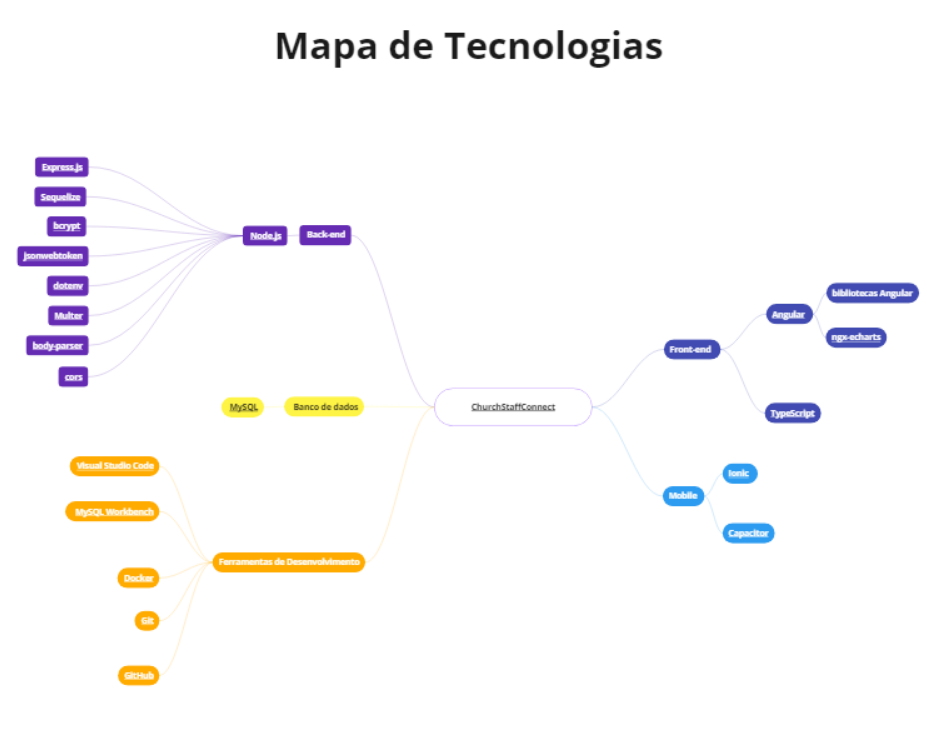 Mapa de Tecnologias
Express.js
Sequelize
bcrypt
jsonwebtoken
dotenv
Multer
body-parser
cors
Node.js
Back-end
MySQL
Banco de dados
Visual Studio Code
MySQL Workbench
Docker
Git
GitHub
Ferramentas de Desenvolvimento
ChurchStaffConnect
Front-end
Angular
bibliotecas Angular
ngx-echarts
TypeScript
Mobile
Ionic
Capacitor